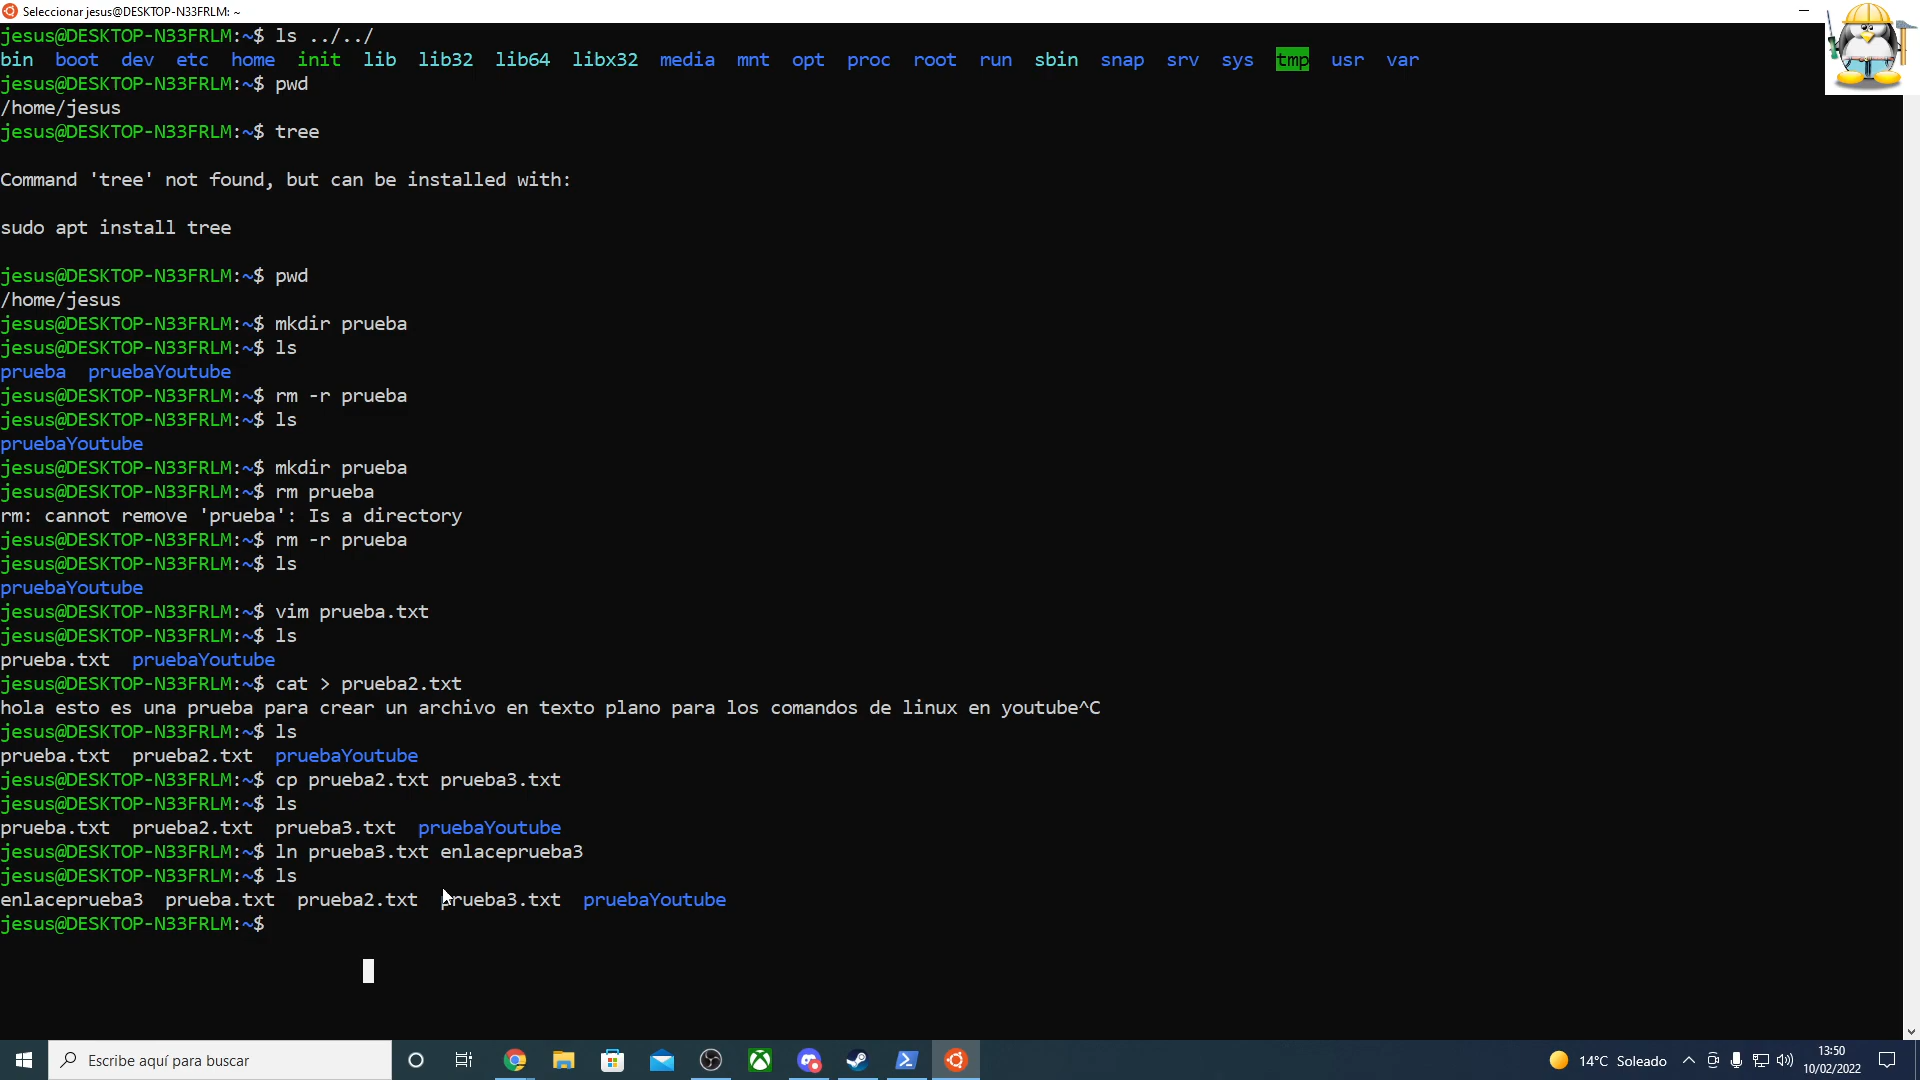 Seleccionar jesus@DESKTOP-N33FRLM: ~
jesus@DESKTOP-N33FRLM:~$ ls ../../
bin boot dev etc home init lib lib32 lib64 libx32 media mnt opt proc root run sbin snap srv sys tmp usr var
jesus@DESKTOP-N33FRLM:~$ pwd
/home/jesus
jesus@DESKTOP-N33FRLM:~$ tree
Command 'tree' not found, but can be installed with:
sudo apt install tree
jesus@DESKTOP-N33FRLM:~$ pwd
/home/jesus
jesus@DESKTOP-N33FRLM:~$ mkdir prueba
jesus@DESKTOP-N33FRLM:~$ ls
prueba pruebaYoutube
jesus@DESKTOP-N33FRLM:~$ rm -r prueba
jesus@DESKTOP-N33FRLM:~$ ls
pruebaYoutube
jesus@DESKTOP-N33FRLM:~$ mkdir prueba
jesus@DESKTOP-N33FRLM:~$ rm prueba
rm: cannot remove 'prueba': Is a directory
jesus@DESKTOP-N33FRLM:~$ rm -r prueba
jesus@DESKTOP-N33FRLM:~$ ls
pruebaYoutube
jesus@DESKTOP-N33FRLM:~$ vim prueba.txt
jesus@DESKTOP-N33FRLM:~$ ls
prueba.txt pruebaYoutube
jesus@DESKTOP-N33FRLM:~$ cat > prueba2.txt
hola esto es una prueba para crear un archivo en texto plano para los comandos de linux en youtube^C
jesus@DESKTOP-N33FRLM:~$ ls
prueba.txt prueba2.txt pruebaYoutube
jesus@DESKTOP-N33FRLM:~$ cp prueba2.txt prueba3.txt
jesus@DESKTOP-N33FRLM:~$ ls
prueba.txt prueba2.txt prueba3.txt pruebaYoutube
jesus@DESKTOP-N33FRLM:~$ ln prueba3.txt enlaceprueba3
jesus@DESKTOP-N33FRLM:~$ ls
enlaceprueba3 prueba.txt prueba2.txt prueba3.txt pruebaYoutube
jesus@DESKTOP-N33FRLM:~$
Escribe aquí para buscar
14°C Soleado
13:50
10/02/2022